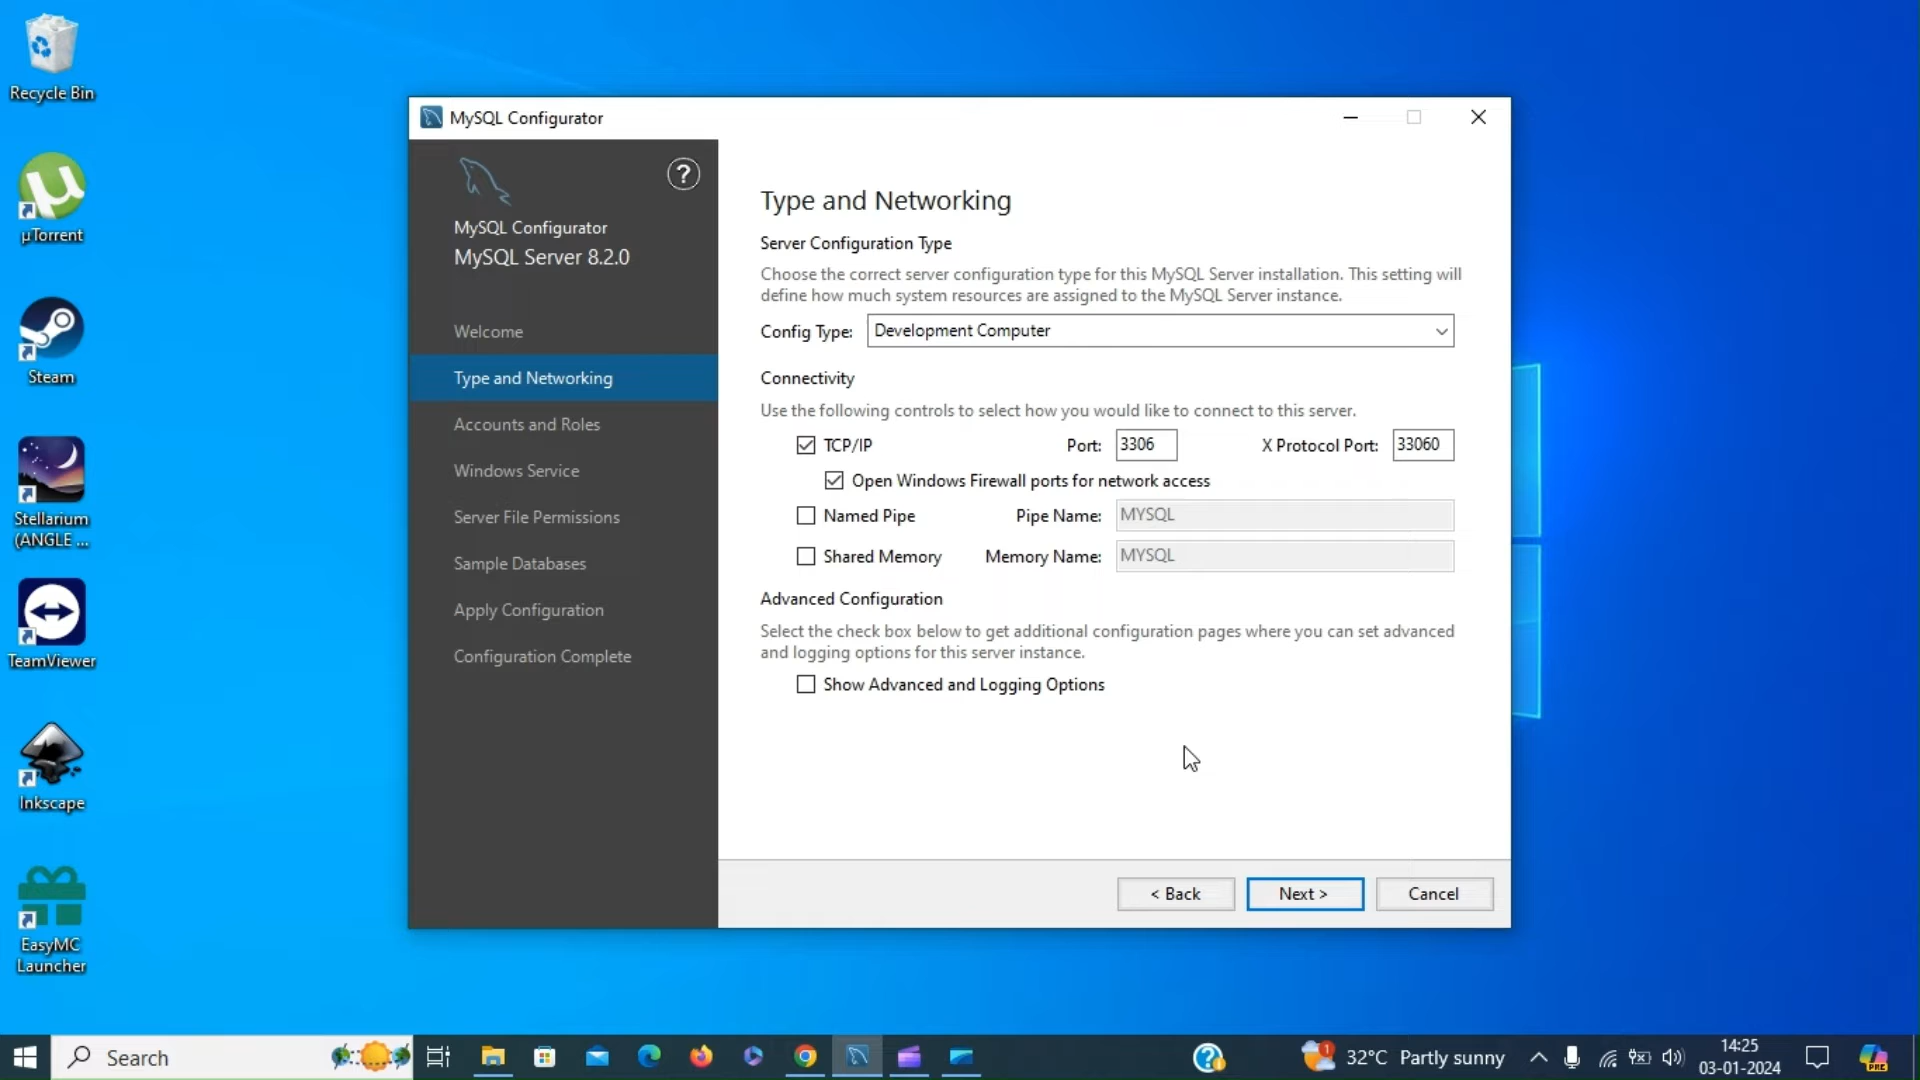 Recycle Bin
µTorrent
Steam
Stellarium
(ANGLE ...
TeamViewer
Inkscape
EasyMC
Launcher
MySQL Configurator
?
MySQL Configurator
MySQL Server 8.2.0
Welcome
Type and Networking
Accounts and Roles
Windows Service
Server File Permissions
Sample Databases
Apply Configuration
Configuration Complete
Type and Networking
Server Configuration Type
Choose the correct server configuration type for this MySQL Server installation. This setting will
define how much system resources are assigned to the MySQL Server instance.
Config Type: Development Computer
Connectivity
Use the following controls to select how you would like to connect to this server.
TCP/IP Port: 3306 X Protocol Port: 33060
Open Windows Firewall ports for network access
Named Pipe Pipe Name: MYSQL
Shared Memory Memory Name: MYSQL
Advanced Configuration
Select the check box below to get additional configuration pages where you can set advanced
and logging options for this server instance.
Show Advanced and Logging Options
< Back Next > Cancel
Search
? 1 32°C Partly sunny
14:25
03-01-2024
PRE